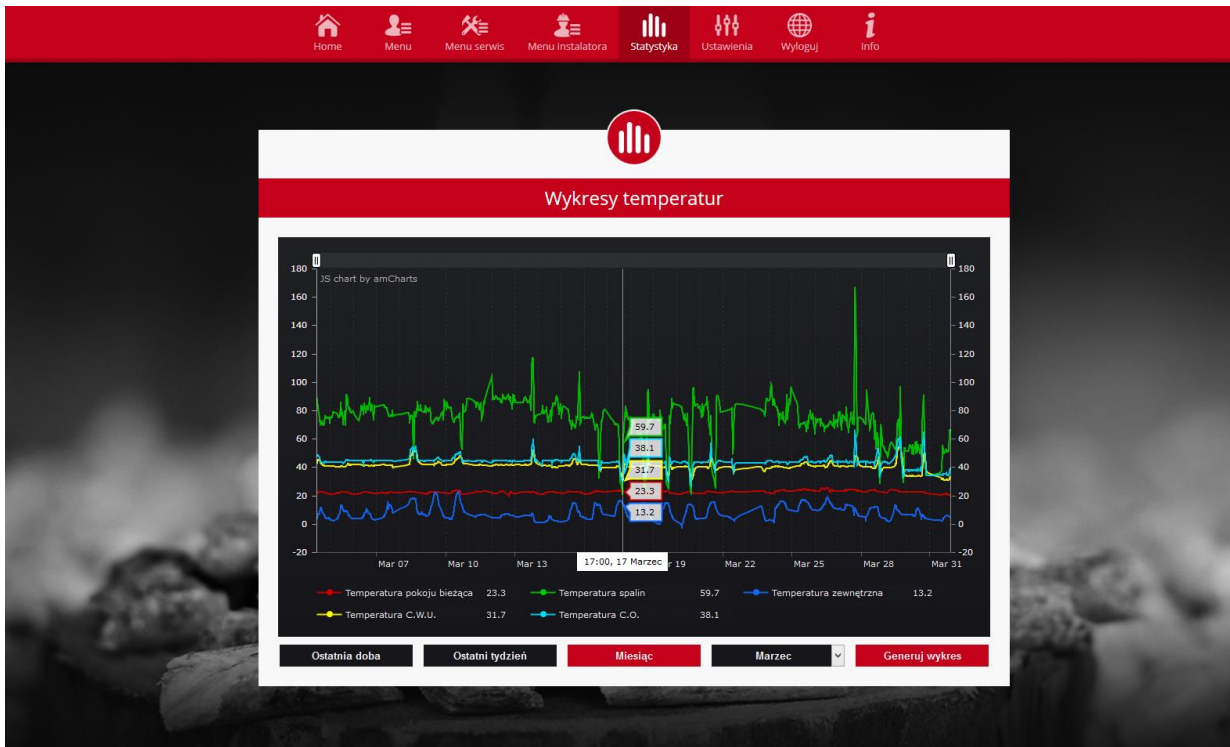 Home Menu Menu serwis Menu instalatora Statystyka Ustawienia Wyloguj Info
Wykresy temperatur
JS chart by amCharts
180 180
160 160
140 140
120 120
100 100
80 80
60 60
40 40
20 20
0 0
-20 -20
59.7
38.1
31.7
23.3
13.2
Mar 07 Mar 10 Mar 13 17:00, 17 Marzec r 19 Mar 22 Mar 25 Mar 28 Mar 31
Temperatura pokoju bieżąca 23.3 Temperatura spalin 59.7 Temperatura zewnętrzna 13.2
Temperatura C.W.U. 31.7 Temperatura C.O. 38.1
Ostatnia doba Ostatni tydzień Miesiąc Marzec Generuj wykres